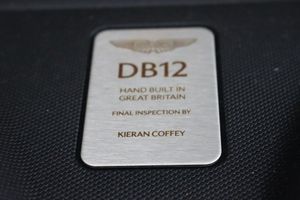 DB12
HAND BUILT IN
GREAT BRITAIN
FINAL INSPECTION BY
KIERAN COFFEY